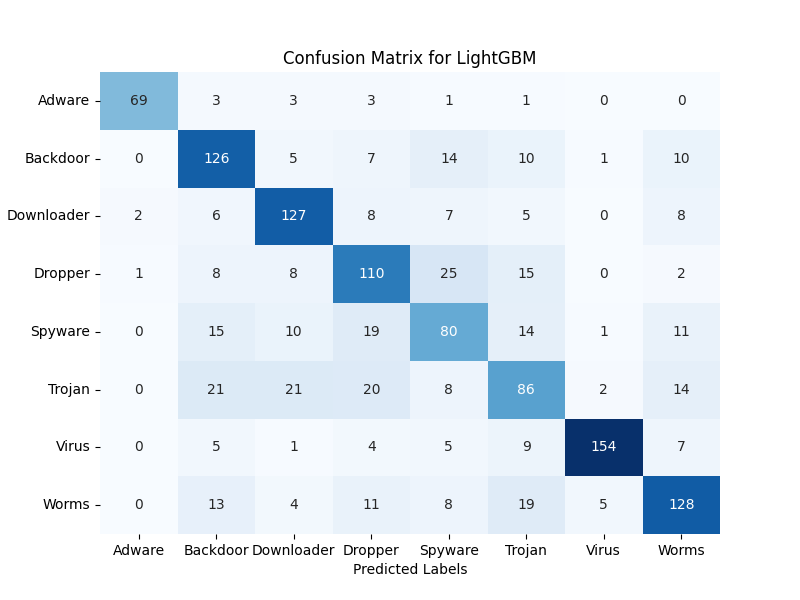 Confusion Matrix for LightGBM
Adware 69 3 3 3 1 1 0 0
Backdoor 0 126 5 7 14 10 1 10
Downloader 2 6 127 8 7 5 0 8
Dropper 1 8 8 110 25 15 0 2
Spyware 0 15 10 19 80 14 1 11
Trojan 0 21 21 20 8 86 2 14
Virus 0 5 1 4 5 9 154 7
Worms 0 13 4 11 8 19 5 128
Adware Backdoor Downloader Dropper Spyware Trojan Virus Worms
Predicted Labels